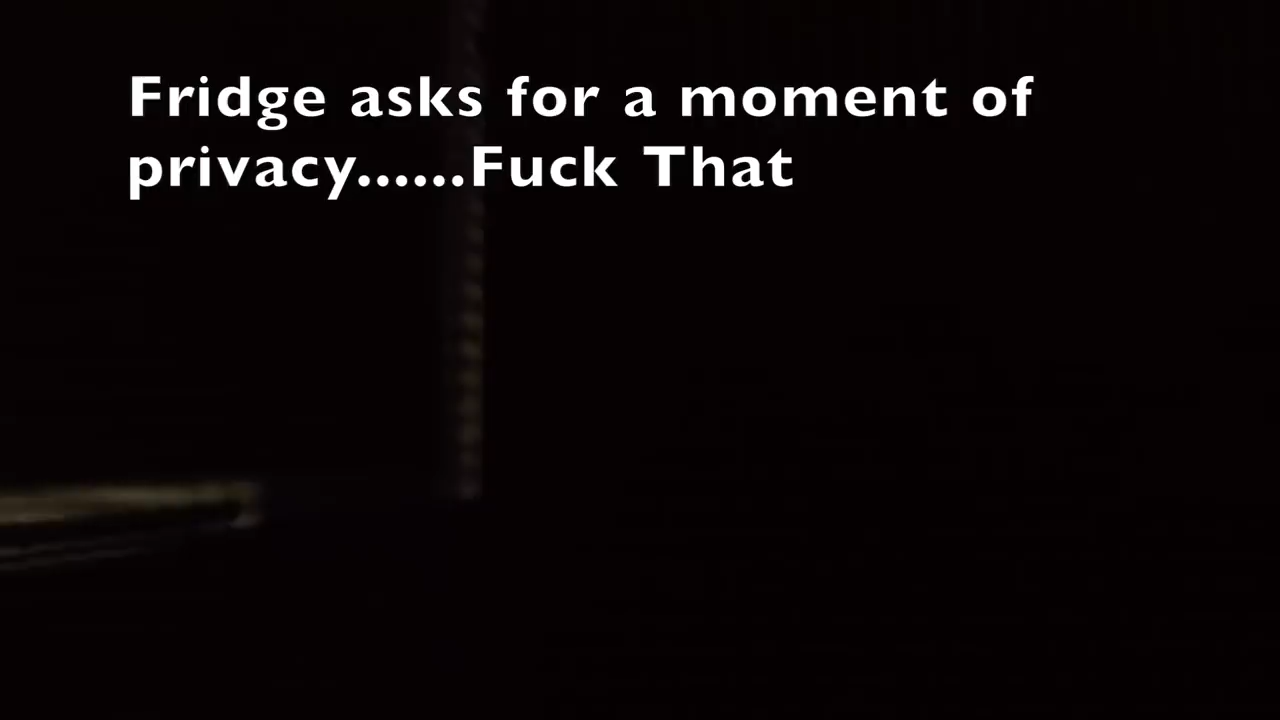 Fridge asks for a moment of
privacy......Fuck That